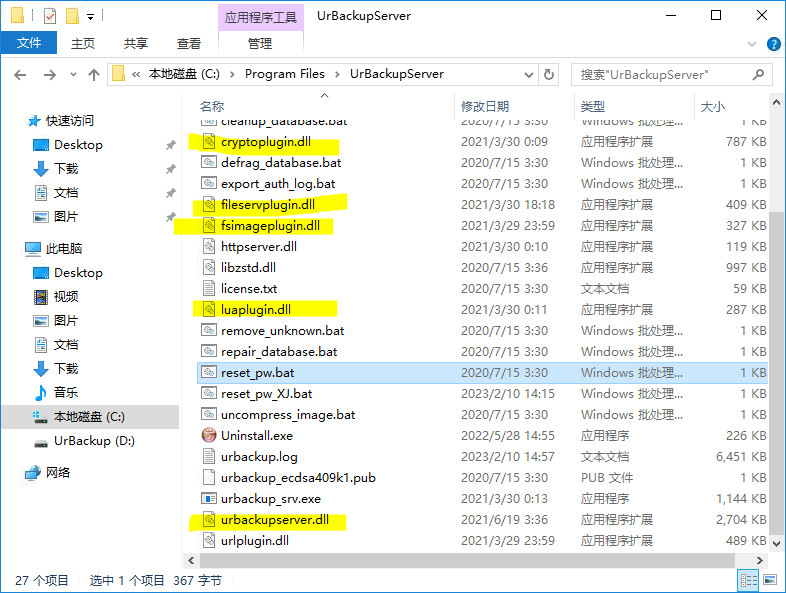 应用程序工具 UrBackupServer
文件 主页 共享 查看 管理
« 本地磁盘 (C:) › Program Files › UrBackupServer 搜索"UrBackupServer"
名称 修改日期 类型 大小
快速访问
Desktop
下载
文档
图片
此电脑
Desktop
视频
图片
文档
下载
音乐
本地磁盘 (C:)
UrBackup (D:)
网络
cleanup_database.bat 2020/7/15 3:30 Windows 批处理... 1 KB
cryptoplugin.dll 2021/3/30 0:09 应用程序扩展 787 KB
defrag_database.bat 2020/7/15 3:30 Windows 批处理... 1 KB
export_auth_log.bat 2020/7/15 3:30 Windows 批处理... 1 KB
fileservplugin.dll 2021/3/30 18:18 应用程序扩展 409 KB
fsimageplugin.dll 2021/3/29 23:59 应用程序扩展 327 KB
httpserver.dll 2021/3/30 0:10 应用程序扩展 119 KB
libzstd.dll 2020/7/15 3:36 应用程序扩展 997 KB
license.txt 2020/7/15 3:30 文本文档 59 KB
luaplugin.dll 2021/3/30 0:11 应用程序扩展 287 KB
remove_unknown.bat 2020/7/15 3:30 Windows 批处理... 1 KB
repair_database.bat 2020/7/15 3:30 Windows 批处理... 1 KB
reset_pw.bat 2020/7/15 3:30 Windows 批处理... 1 KB
reset_pw_XJ.bat 2023/2/10 14:15 Windows 批处理... 1 KB
uncompress_image.bat 2020/7/15 3:30 Windows 批处理... 1 KB
Uninstall.exe 2022/5/28 14:55 应用程序 226 KB
urbackup.log 2023/2/10 14:57 文本文档 6,451 KB
urbackup_ecdsa409k1.pub 2020/7/15 3:30 PUB 文件 1 KB
urbackup_srv.exe 2021/3/30 0:13 应用程序 1,144 KB
urbackupserver.dll 2021/6/19 3:36 应用程序扩展 2,704 KB
urlplugin.dll 2021/3/29 23:59 应用程序扩展 489 KB
27 个项目 选中 1 个项目 367 字节